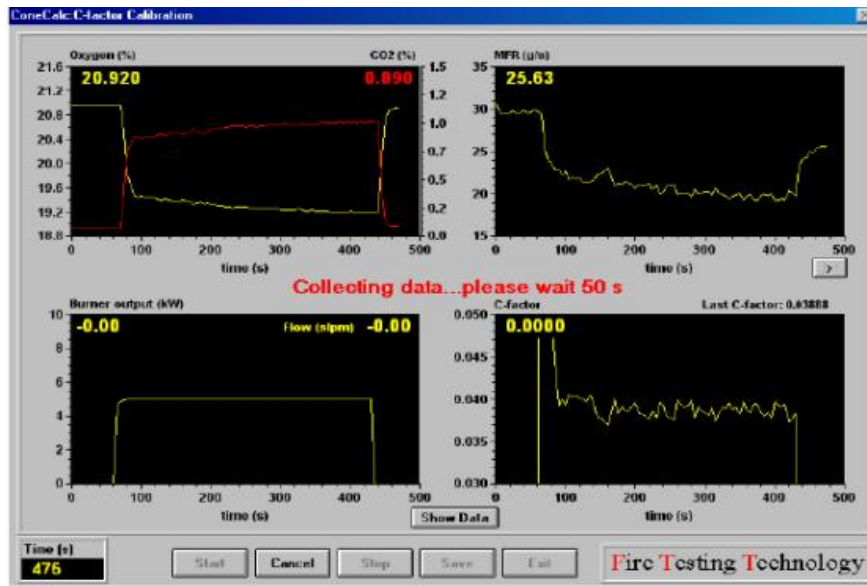 ConeCalc:C-factor Calibration
Oxygen (%) CO2 (%)
20.920 0.090
21.6
21.2
20.8
20.4
20.0
19.6
19.2
18.8
1.5
1.2
1.0
0.7
0.5
0.2
0.0
0 100 200 300 400 500
time (s)
MFR (g/s)
25.63
35
30
25
20
15
0 100 200 300 400 500
time (s)
>
Collecting data...please wait 50 s
Burner output (kW)
-0.00 Flow (slpm) -0.00
10
8
6
4
2
0
0 100 200 300 400 500
time (s)
C-factor Last C-factor: 0.03888
0.0000
0.050
0.045
0.040
0.035
0.030
0 100 200 300 400 500
time (s)
Show Data
Time (s)
476
Start Cancel Stop Save Exit
Fire Testing Technology